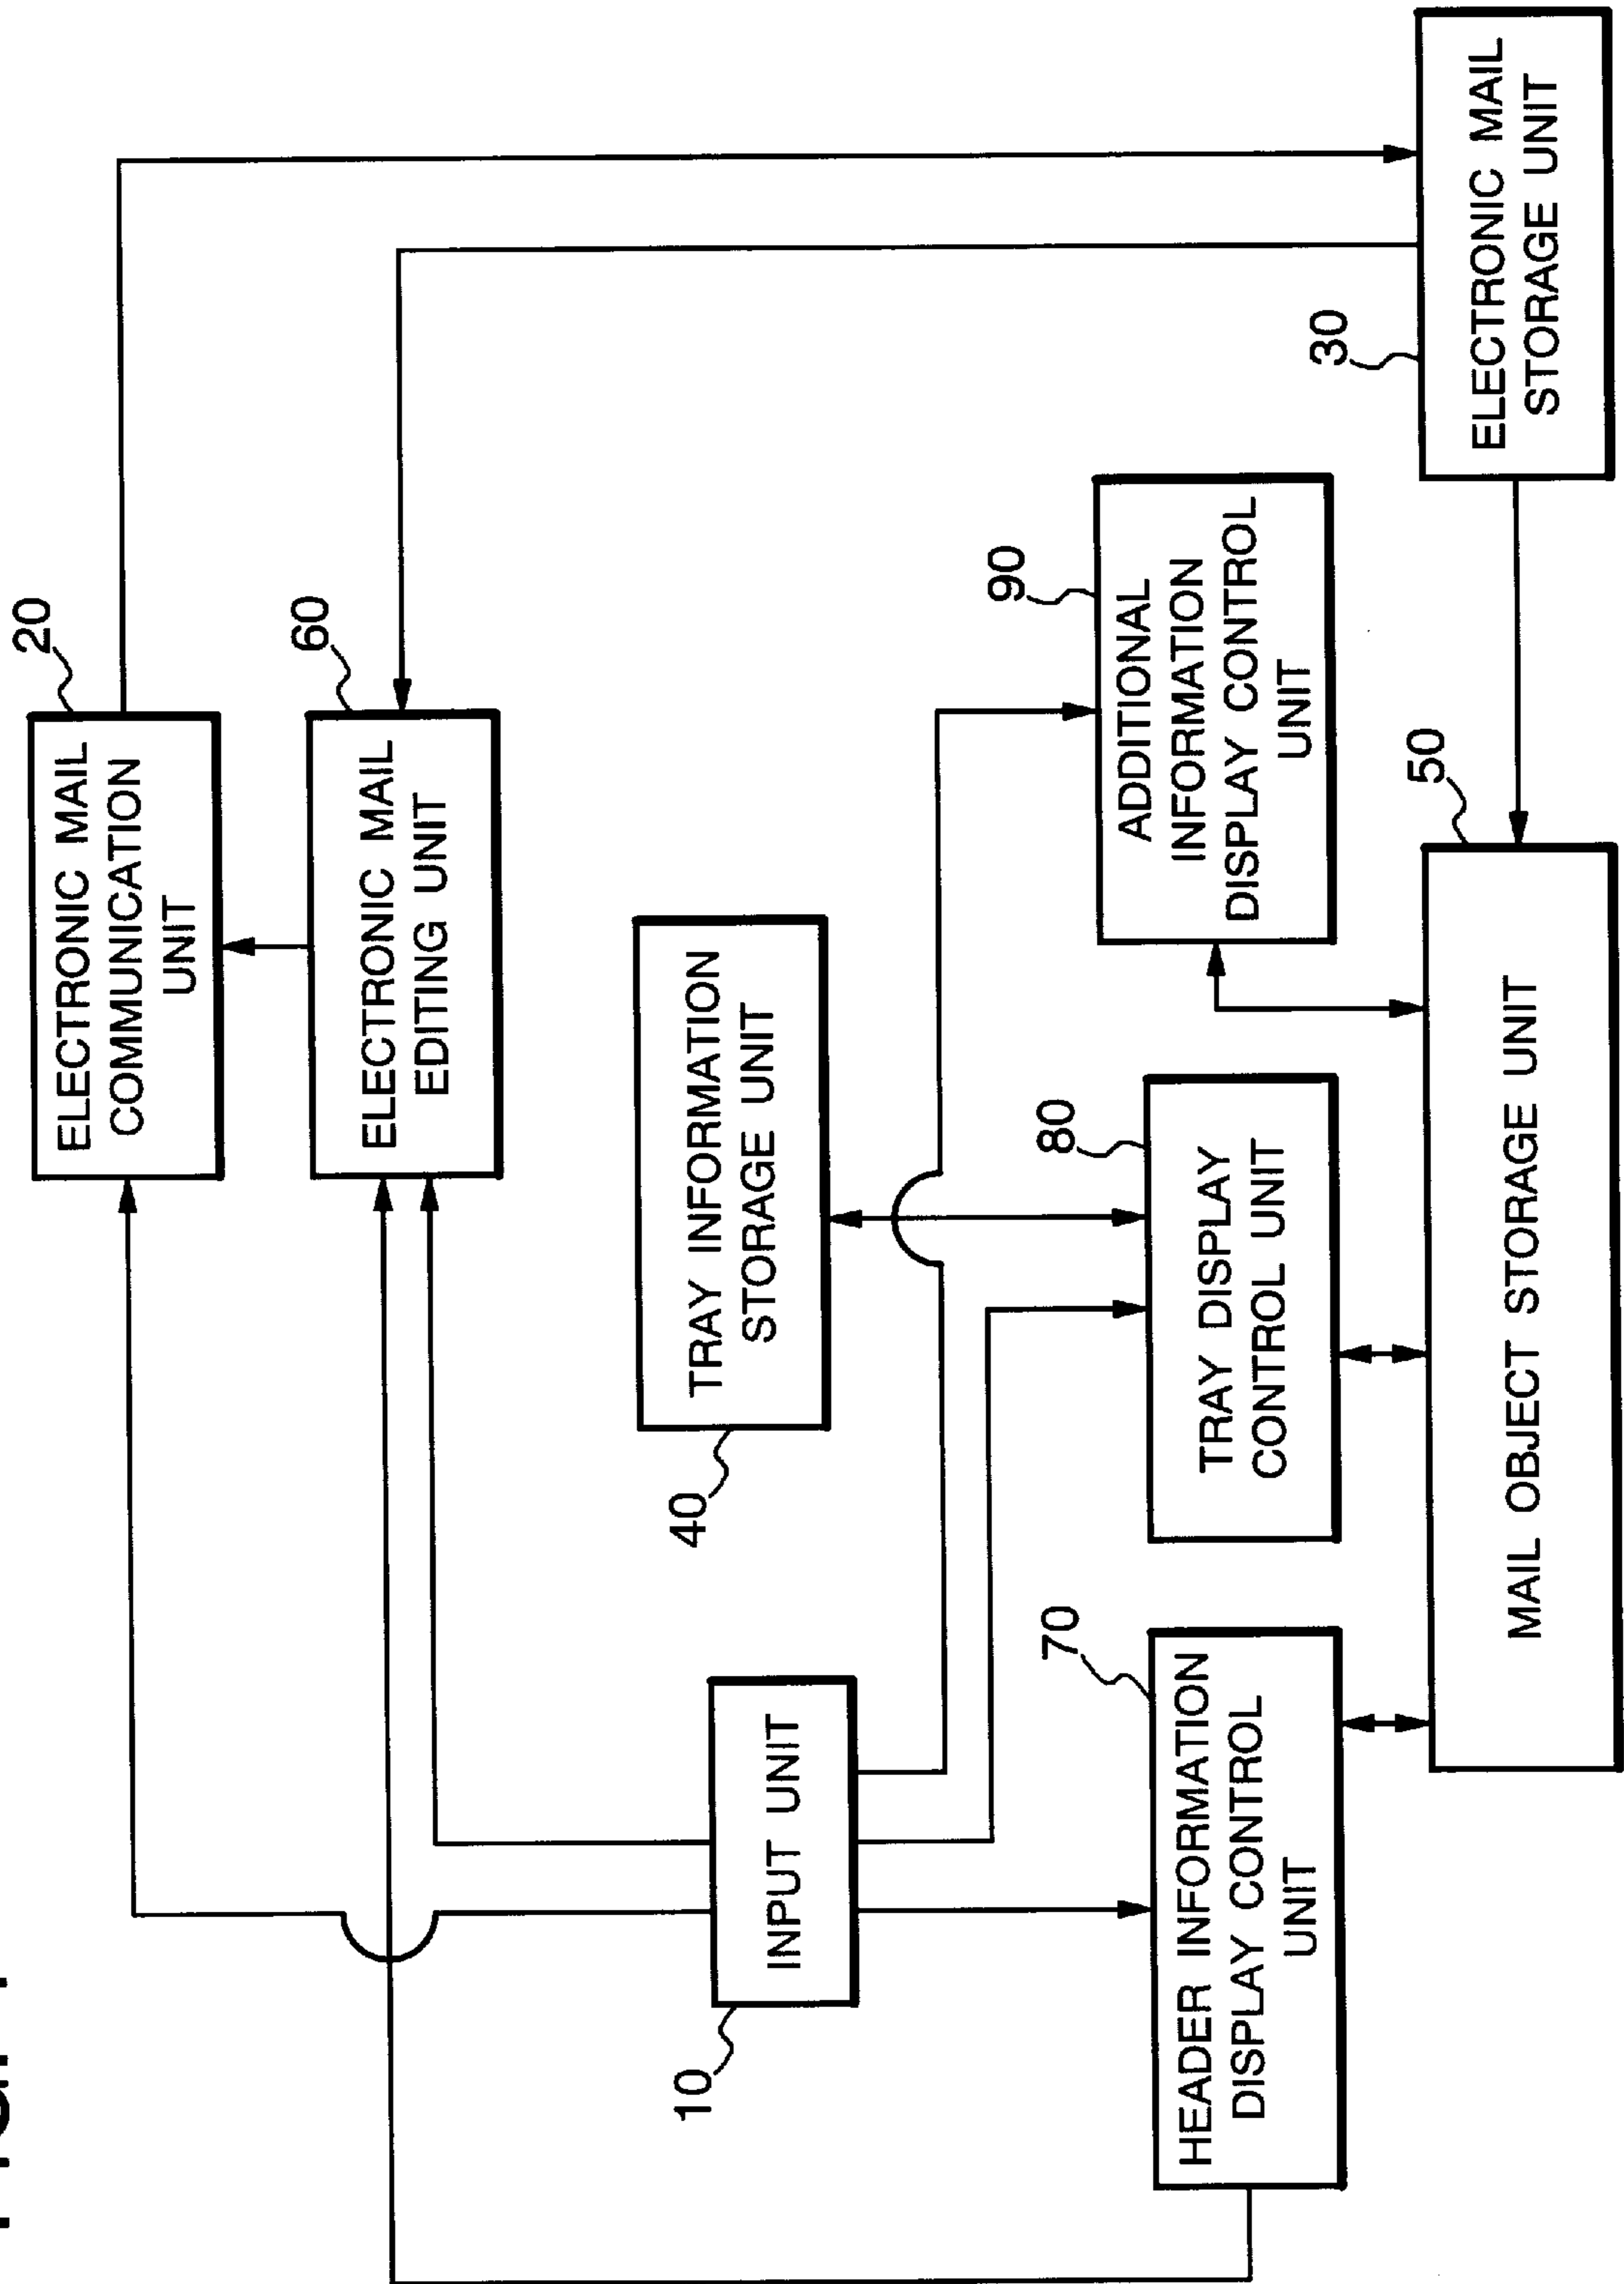 20
ELECTRONIC MAIL
COMMUNICATION
UNIT
60
ELECTRONIC MAIL
EDITING UNIT
40
TRAY INFORMATION
STORAGE UNIT
10
INPUT UNIT
70
HEADER INFORMATION
DISPLAY CONTROL
UNIT
80
TRAY DISPLAY
CONTROL UNIT
90
ADDITIONAL
INFORMATION
DISPLAY CONTROL
UNIT
50
MAIL OBJECT STORAGE UNIT
30
ELECTRONIC MAIL
STORAGE UNIT